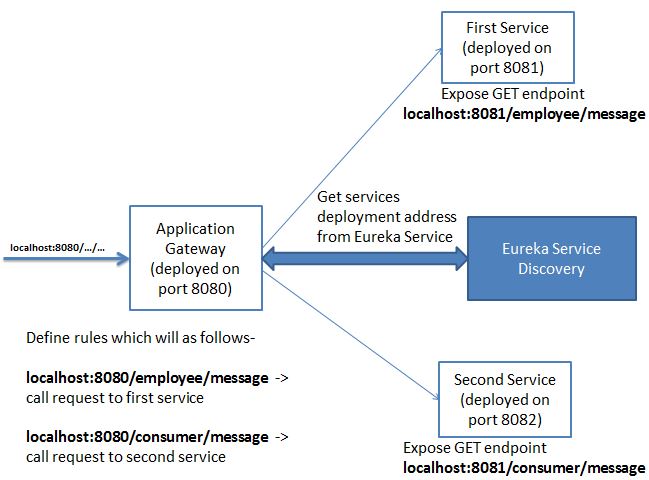 First Service
(deployed on
port 8081)
Expose GET endpoint
localhost:8081/employee/message
Get services
deployment address
from Eureka Service
localhost:8080/.../...
Application
Gateway
(deployed on
port 8080)
Eureka Service
Discovery
Define rules which will as follows-
localhost:8080/employee/message ->
call request to first service
localhost:8080/consumer/message ->
call request to second service
Second Service
(deployed on
port 8082)
Expose GET endpoint
localhost:8081/consumer/message